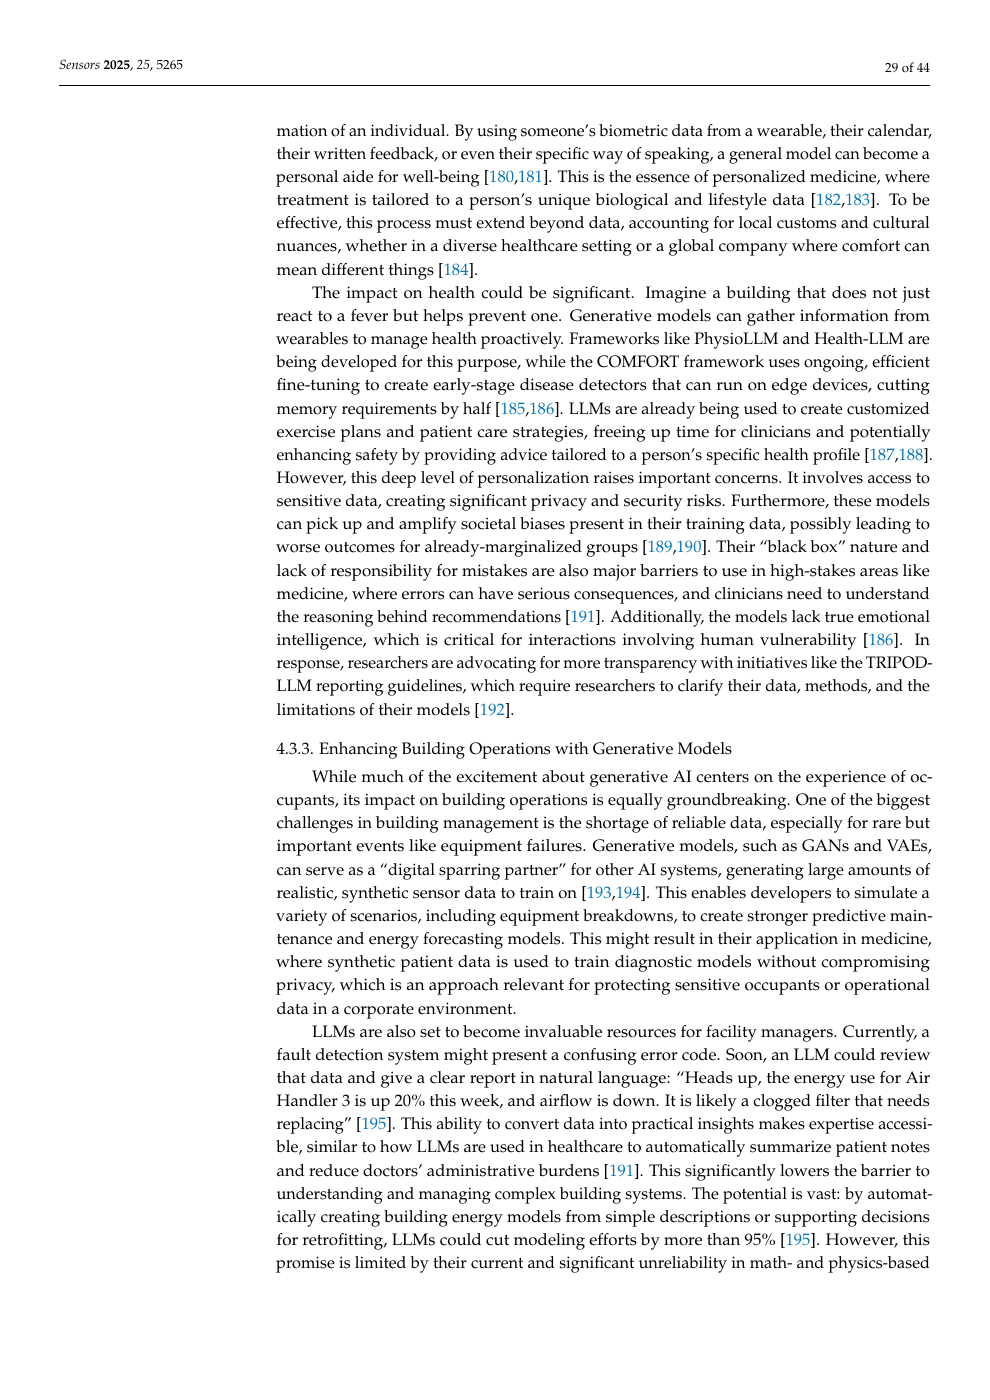 Sensors 2025, 25, 5265
29 of 44
mation of an individual. By using someone's biometric data from a wearable, their calendar,
their written feedback, or even their specific way of speaking, a general model can become a
personal aide for well-being [180,181]. This is the essence of personalized medicine, where
treatment is tailored to a person's unique biological and lifestyle data [182,183]. To be
effective, this process must extend beyond data, accounting for local customs and cultural
nuances, whether in a diverse healthcare setting or a global company where comfort can
mean different things [184].
The impact on health could be significant. Imagine a building that does not just
react to a fever but helps prevent one. Generative models can gather information from
wearables to manage health proactively. Frameworks like PhysioLLM and Health-LLM are
being developed for this purpose, while the COMFORT framework uses ongoing, efficient
fine-tuning to create early-stage disease detectors that can run on edge devices, cutting
memory requirements by half [185,186]. LLMs are already being used to create customized
exercise plans and patient care strategies, freeing up time for clinicians and potentially
enhancing safety by providing advice tailored to a person's specific health profile [187,188].
However, this deep level of personalization raises important concerns. It involves access to
sensitive data, creating significant privacy and security risks. Furthermore, these models
can pick up and amplify societal biases present in their training data, possibly leading to
worse outcomes for already-marginalized groups [189,190]. Their “black box” nature and
lack of responsibility for mistakes are also major barriers to use in high-stakes areas like
medicine, where errors can have serious consequences, and clinicians need to understand
the reasoning behind recommendations [191]. Additionally, the models lack true emotional
intelligence, which is critical for interactions involving human vulnerability [186]. In
response, researchers are advocating for more transparency with initiatives like the TRIPOD-
LLM reporting guidelines, which require researchers to clarify their data, methods, and the
limitations of their models [192].
4.3.3. Enhancing Building Operations with Generative Models
While much of the excitement about generative AI centers on the experience of oc-
cupants, its impact on building operations is equally groundbreaking. One of the biggest
challenges in building management is the shortage of reliable data, especially for rare but
important events like equipment failures. Generative models, such as GANs and VAEs,
can serve as a “digital sparring partner” for other AI systems, generating large amounts of
realistic, synthetic sensor data to train on [193,194]. This enables developers to simulate a
variety of scenarios, including equipment breakdowns, to create stronger predictive main-
tenance and energy forecasting models. This might result in their application in medicine,
where synthetic patient data is used to train diagnostic models without compromising
privacy, which is an approach relevant for protecting sensitive occupants or operational
data in a corporate environment.
LLMs are also set to become invaluable resources for facility managers. Currently, a
fault detection system might present a confusing error code. Soon, an LLM could review
that data and give a clear report in natural language: “Heads up, the energy use for Air
Handler 3 is up 20% this week, and airflow is down. It is likely a clogged filter that needs
replacing” [195]. This ability to convert data into practical insights makes expertise accessi-
ble, similar to how LLMs are used in healthcare to automatically summarize patient notes
and reduce doctors' administrative burdens [191]. This significantly lowers the barrier to
understanding and managing complex building systems. The potential is vast: by automat-
ically creating building energy models from simple descriptions or supporting decisions
for retrofitting, LLMs could cut modeling efforts by more than 95% [195]. However, this
promise is limited by their current and significant unreliability in math- and physics-based